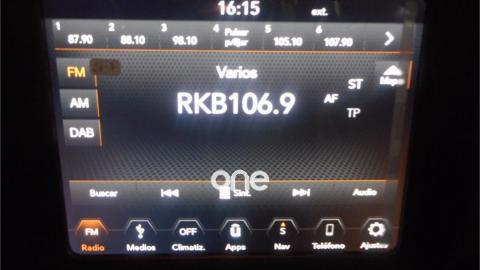 16:15 ext.
1 2 3 4 5 6
87.90 88.10 98.10 Pulsar p/fijar 105.10 107.90
FM Varios Mapa
ST
AM RKB106.9 AF
TP
DAB
one
Buscar Sint. Audio
FM OFF S
Radio Medios Climatiz. Apps Nav Teléfono Ajustes